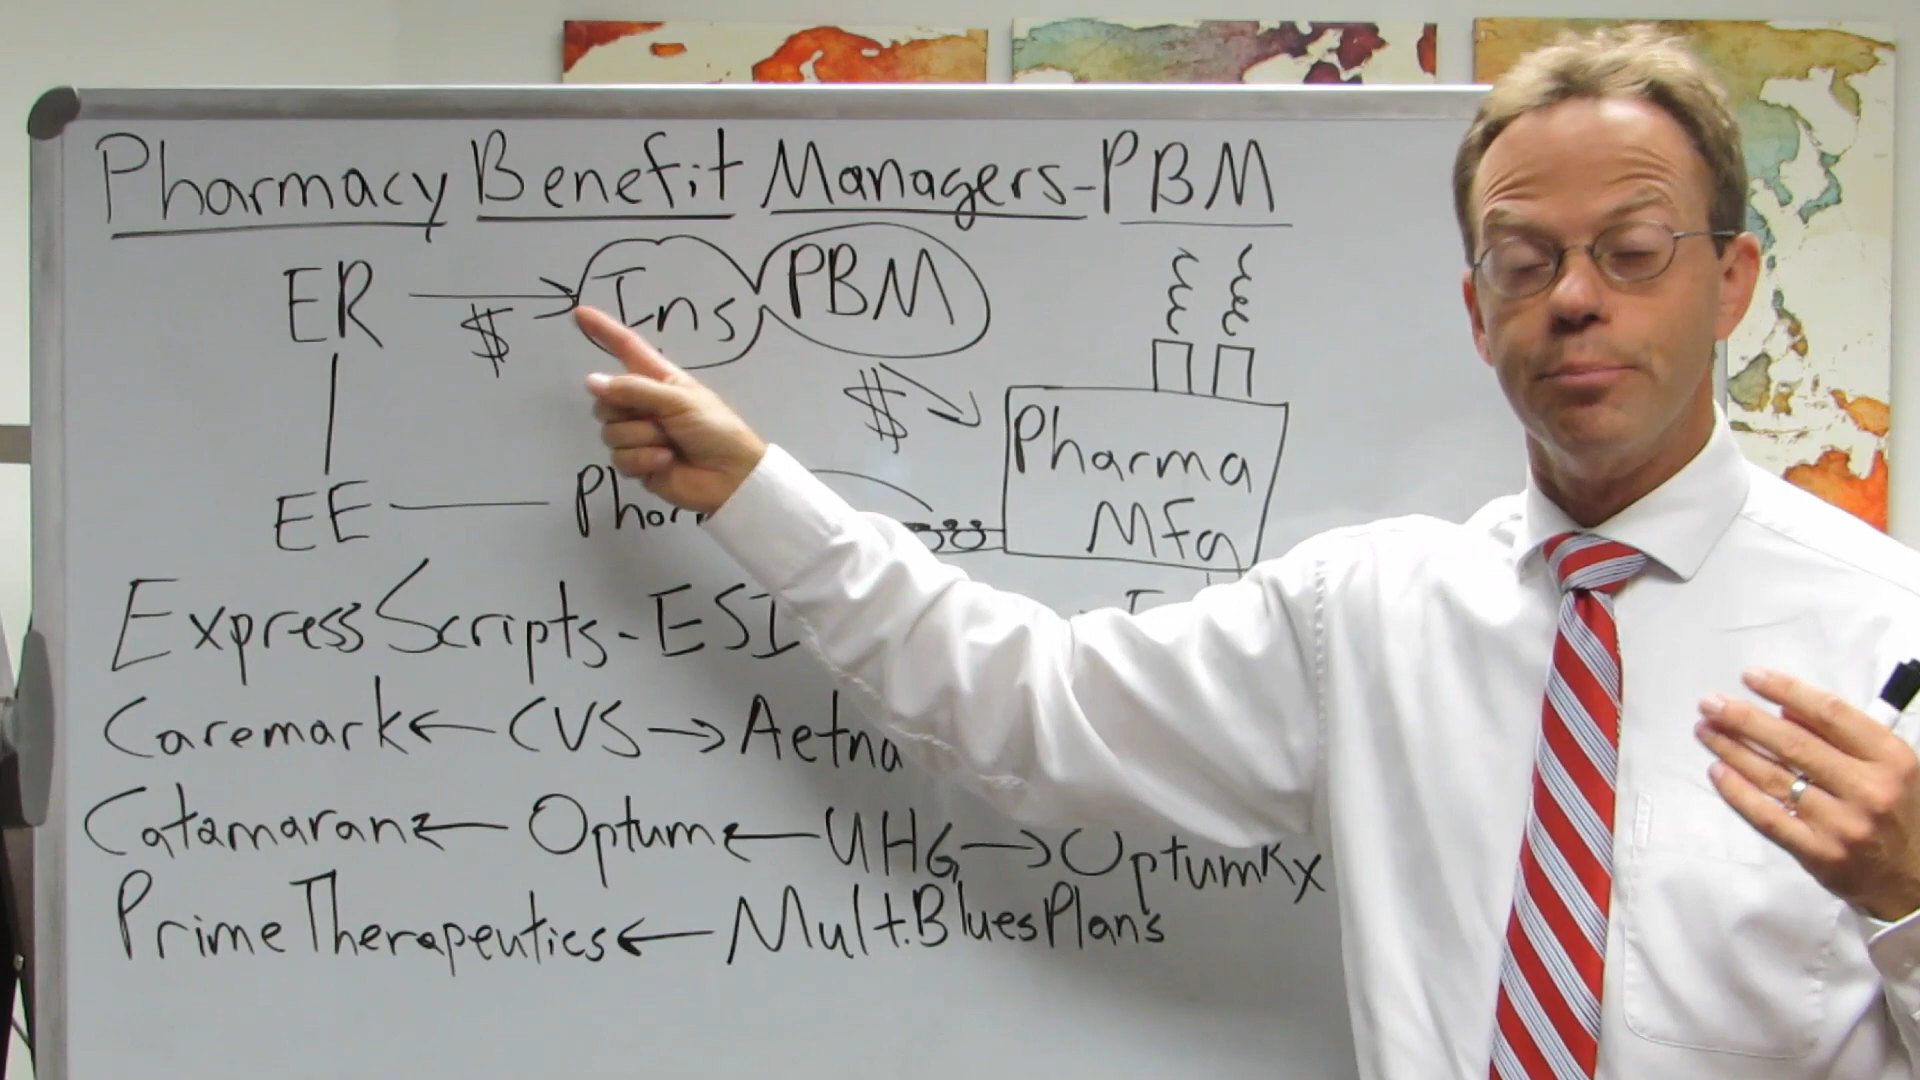 Pharmacy Benefit Managers-PBM
ER → Ins PBM
$ $
Pharma
Mfg
EE
Express Scripts-ESI
Caremark ← CVS → Aetna
Catamaran ← Optum ← UHG → OptumRx
Prime Therapeutics ← Mult. Blues Plans